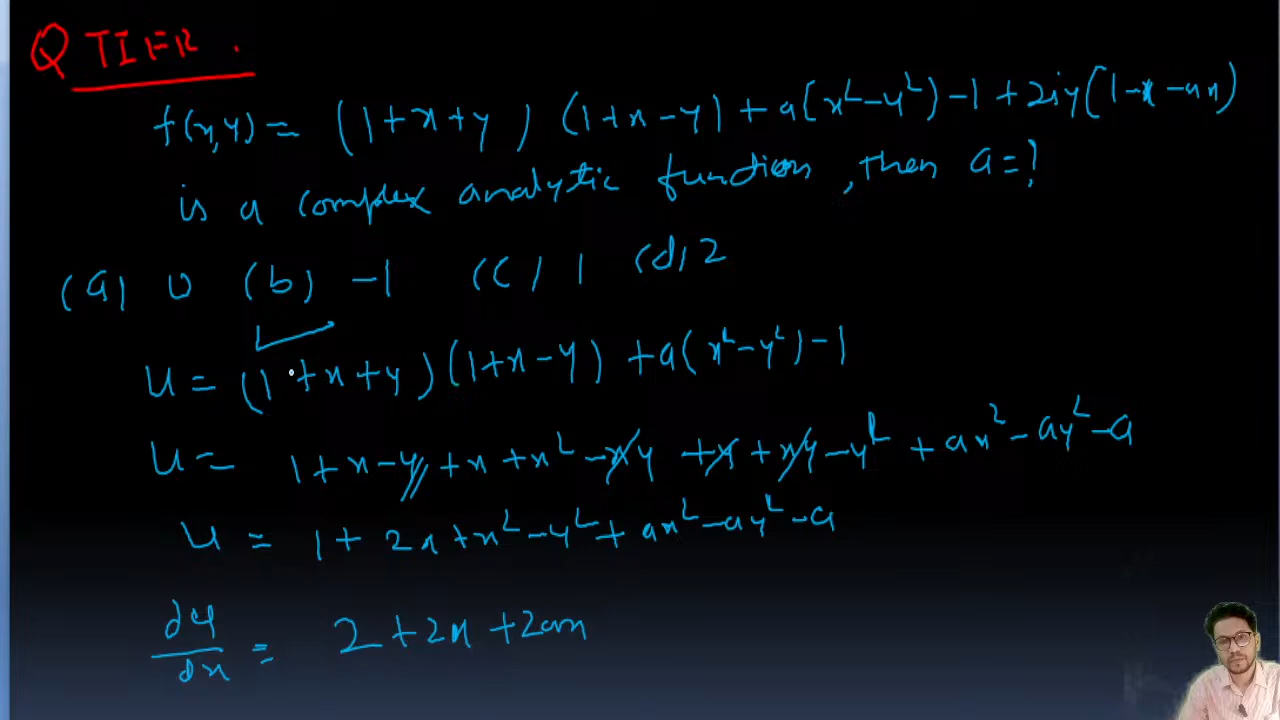 Q TIFR.
f(x,y) = (1+x+y) (1+x-y) + a(x²-y²) -1 + 2iy(1-x-ax)
is a complex analytic function, then a=?
(a) 0 (b) -1 (c) 1 (d) 2
u = (1+x+y)(1+x-y) + a(x²-y²) -1
u = 1+x-y+x+x²-xy +x+xy-y² + ax²-ay²-a
u = 1+2x+x²-y²+ax²-ay²-a
du/dx = 2+2x+2ax